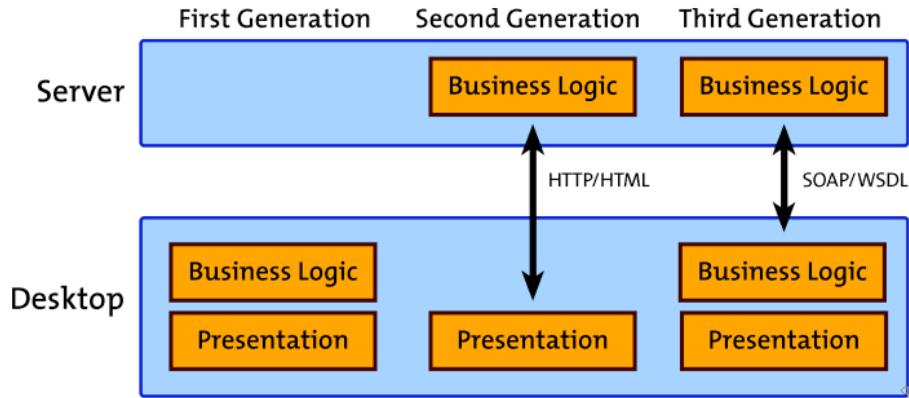 First Generation
Second Generation
Third Generation
Server
Business Logic
Business Logic
HTTP/HTML
SOAP/WSDL
Desktop
Business Logic
Business Logic
Presentation
Presentation
Presentation